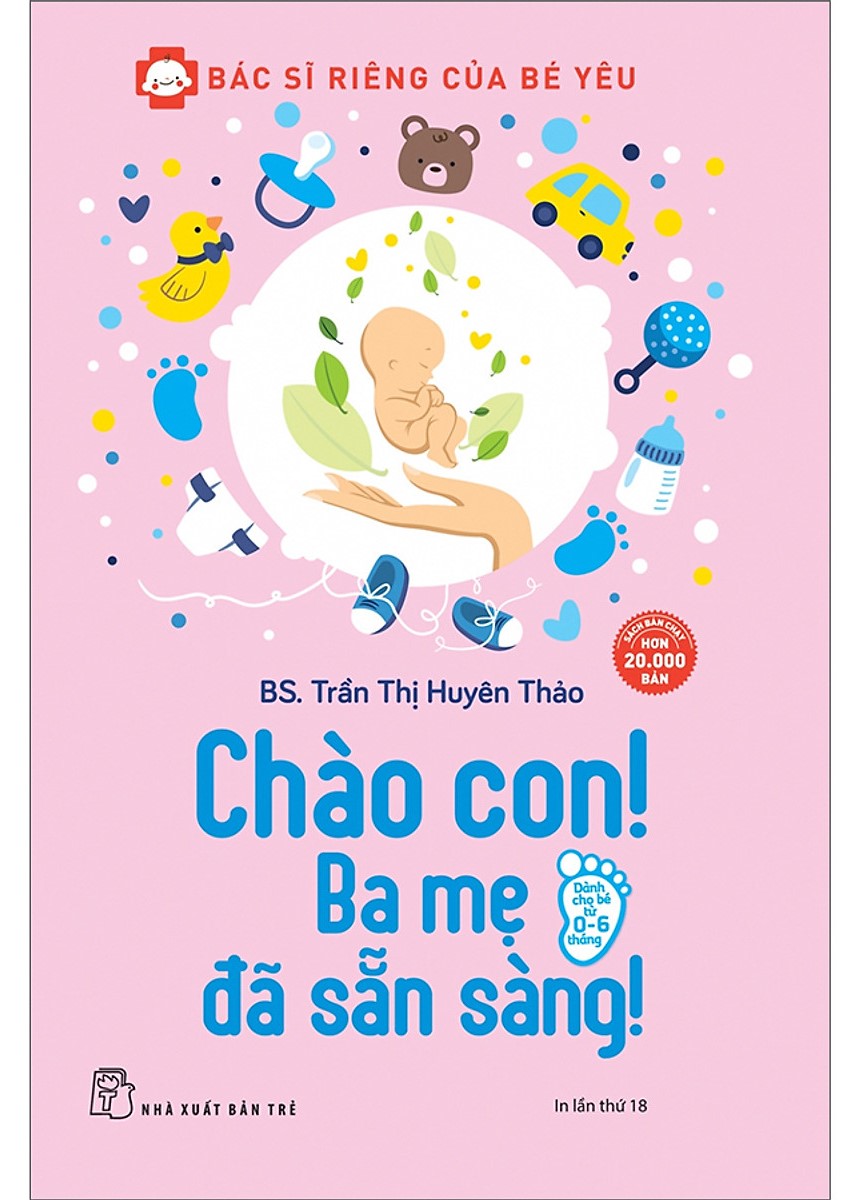 BÁC SĨ RIÊNG CỦA BÉ YÊU
SÁCH BÁN CHẠY
HƠN
20.000
BẢN
BS. Trần Thị Huyên Thảo
Chào con!
Ba mẹ
Dành
cho bé
từ
0-6
tháng
đã sẵn sàng!
T
NHÀ XUẤT BẢN TRẺ
In lần thứ 18